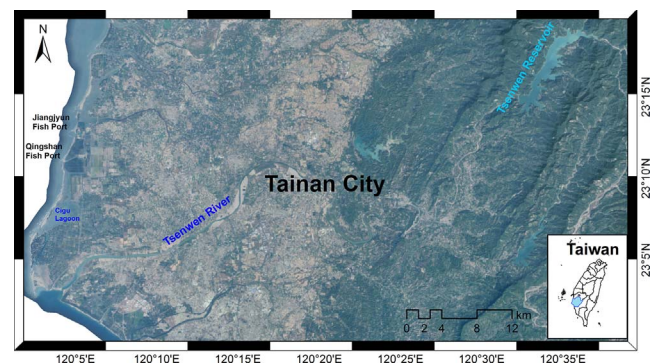 N
Tsenwen Reservoir
23°15'N
Jiangjyun
Fish Port
Qingshan
Fish Port
23°10'N
Tainan City
Cigu
Lagoon
Tsenwen River
Taiwan
23°5'N
km
0 2 4 8 12
120°5'E 120°10'E 120°15'E 120°20'E 120°25'E 120°30'E 120°35'E